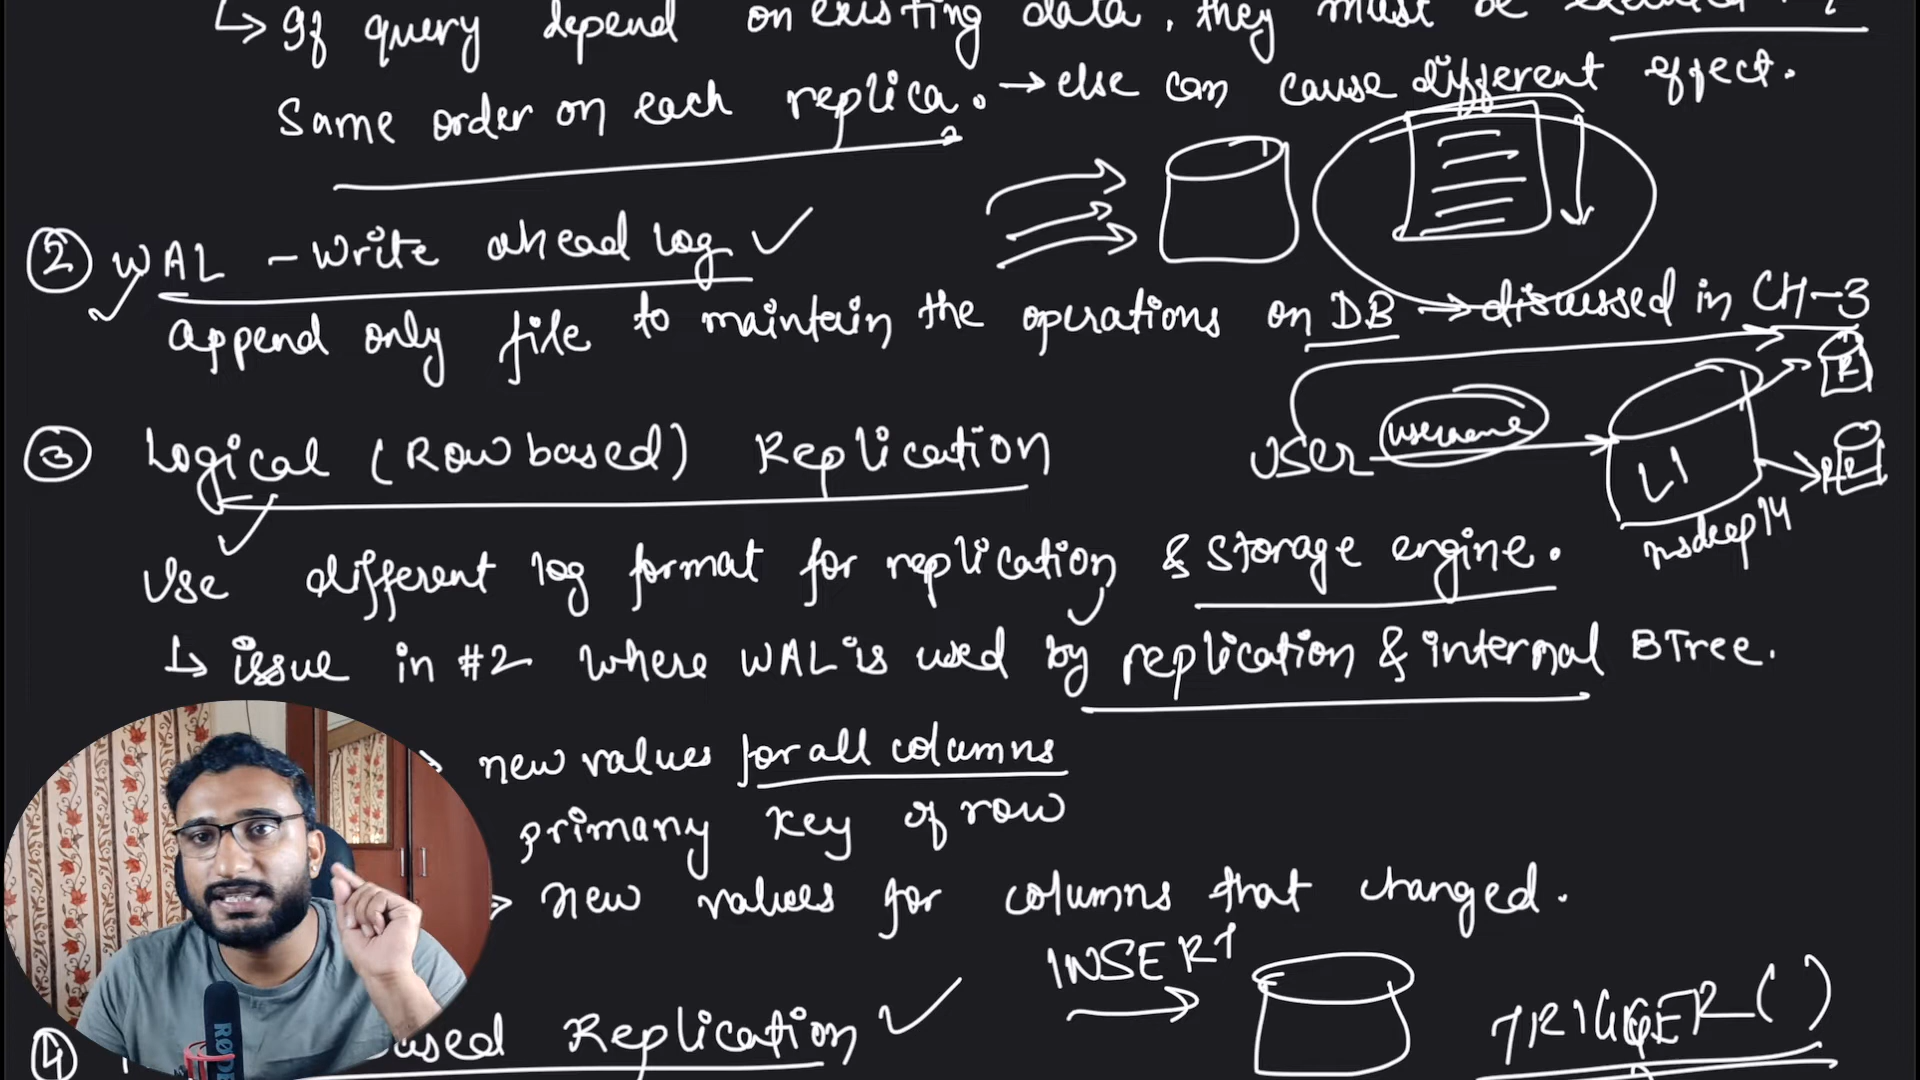 ↳ If query depend on existing data, they must be
Same order on each replica. → else can cause different effect.
② WAL - Write ahead log ✓
append only file to maintain the operations on DB → discussed in CH-3
R
③ Logical (Row based) Replication
USER username L1
nsdeep14
Use different log format for replication & storage engine.
↳ issue in #2 where WAL is used by replication & internal BTree.
new values for all columns
primary key of row
→ new values for columns that changed.
INSERT
④ ased Replication ✓
TRIGGER()
RØDE